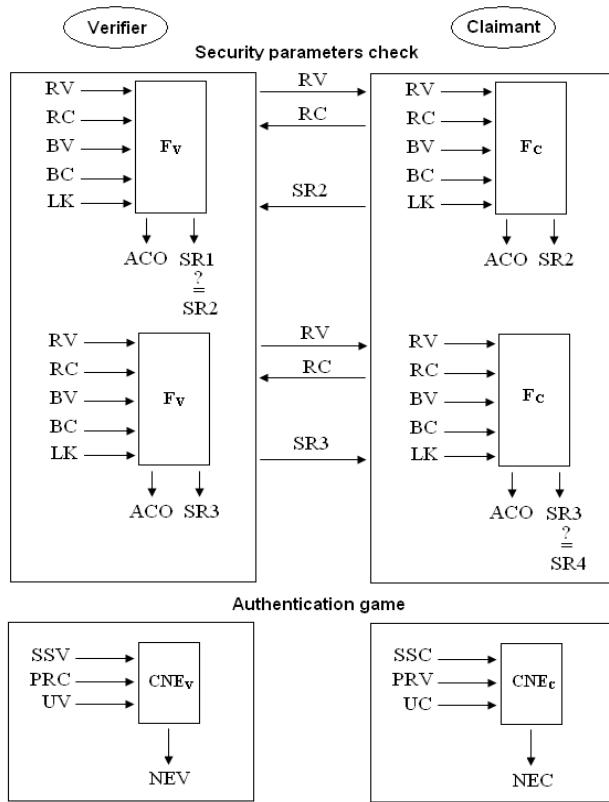 Verifier
Claimant
Security parameters check
RV
RC
BV
BC
LK
Fv
ACO
SR1
?
=
SR2
RV
RC
SR2
RV
RC
BV
BC
LK
Fc
ACO
SR2
RV
RC
BV
BC
LK
Fv
ACO
SR3
RV
RC
SR3
RV
RC
BV
BC
LK
Fc
ACO
SR3
?
=
SR4
Authentication game
SSV
PRC
UV
CNEv
NEV
SSC
PRV
UC
CNEc
NEC